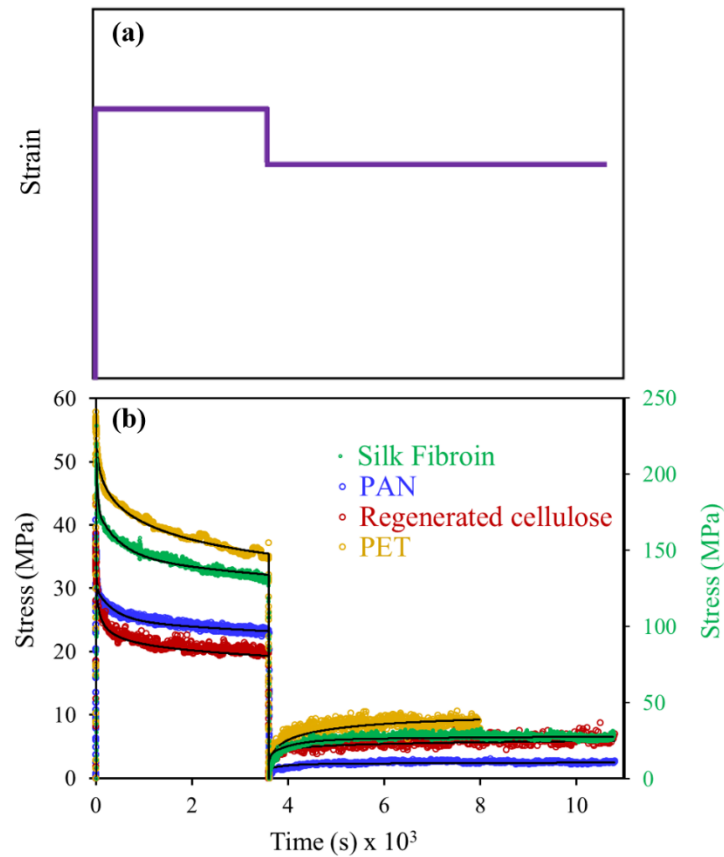 (a)
Strain
(b)
60
50
40
30
20
10
0
Stress (MPa)
250
200
150
100
50
0
Stress (MPa)
Silk Fibroin
PAN
Regenerated cellulose
PET
0 2 4 6 8 10
Time (s) x 10³